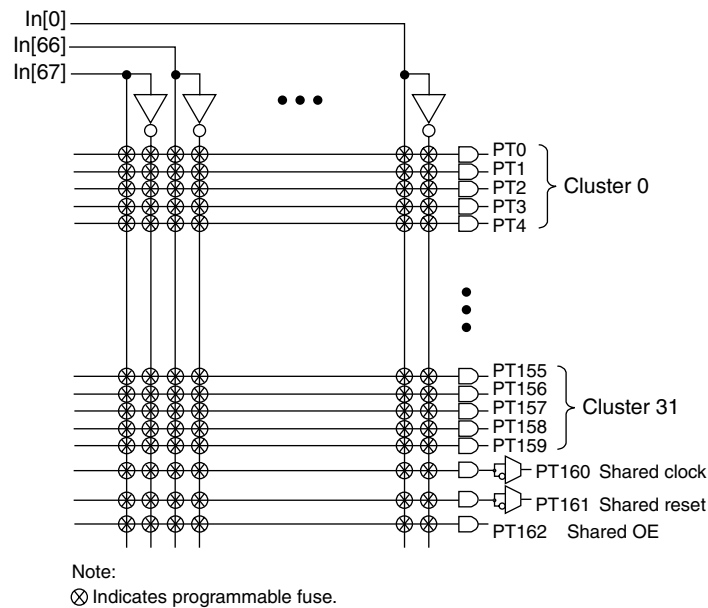 In[0]
In[66]
In[67]
PT0
PT1
PT2
PT3
PT4
Cluster 0
PT155
PT156
PT157
PT158
PT159
Cluster 31
PT160 Shared clock
PT161 Shared reset
PT162 Shared OE
Note:
Indicates programmable fuse.